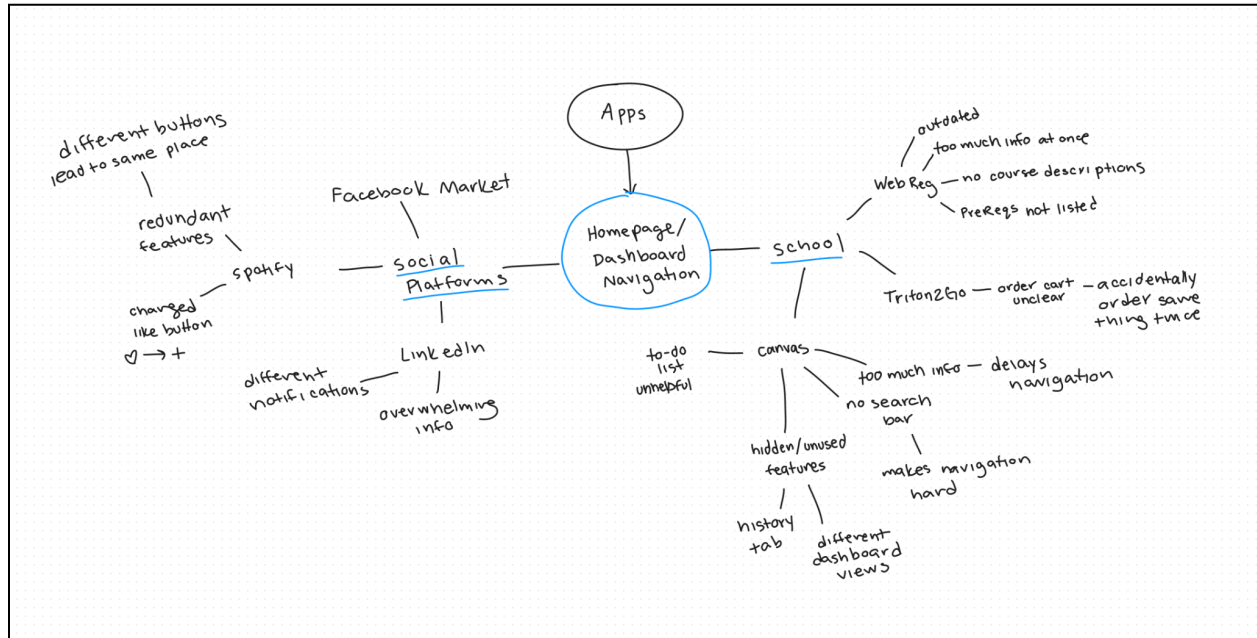 Apps
Homepage/
Dashboard
Navigation
social
Platforms
Facebook Market
spotify
redundant
features
different buttons
lead to same place
changed
like button
♡ → +
LinkedIn
different
notifications
overwhelming
info
school
WebReg
outdated
too much info at once
no course descriptions
PreReqs not listed
Triton2Go
order cart
unclear
accidentally
order same
thing twice
canvas
to-do
list
unhelpful
too much info
delays
navigation
no search
bar
makes navigation
hard
hidden/unused
features
history
tab
different
dashboard
views